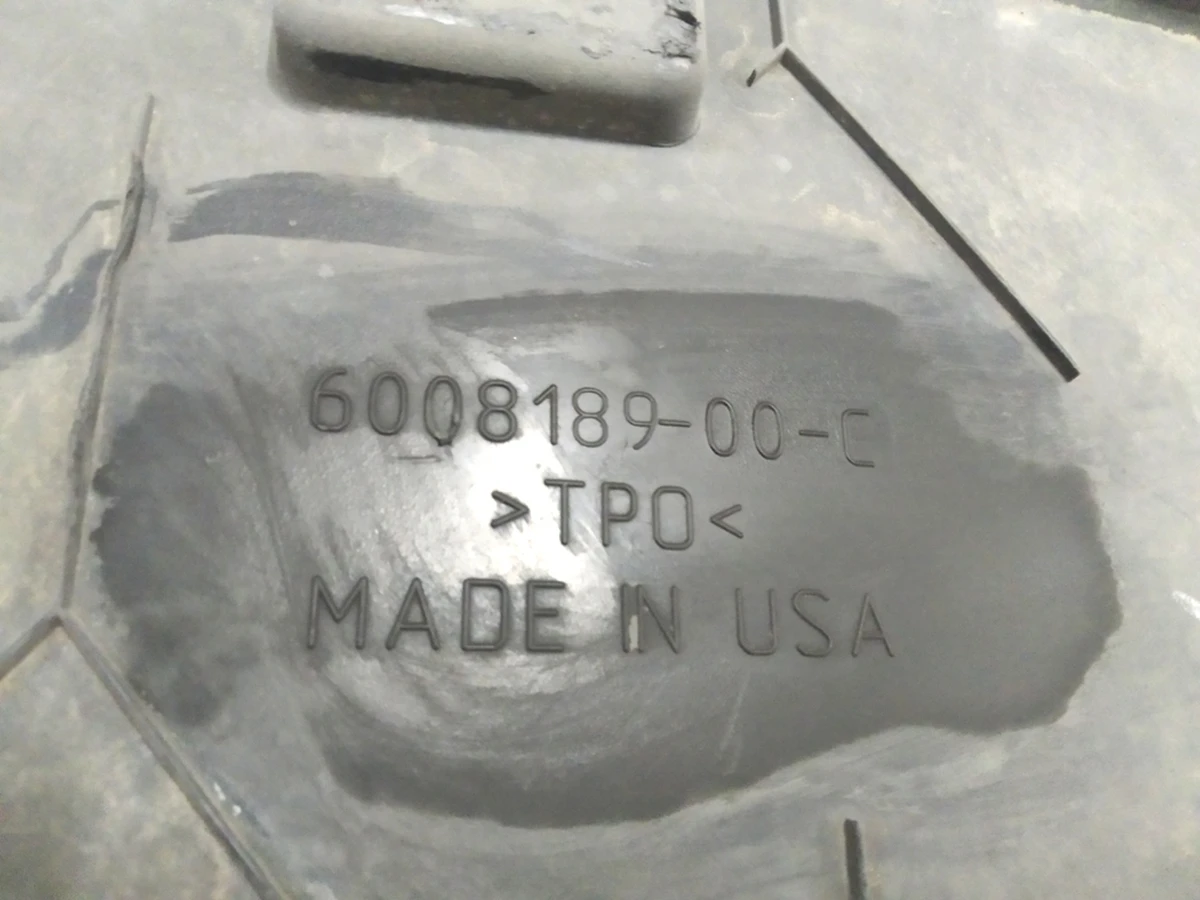 6008189-00-C
>TPO<
MADE IN USA